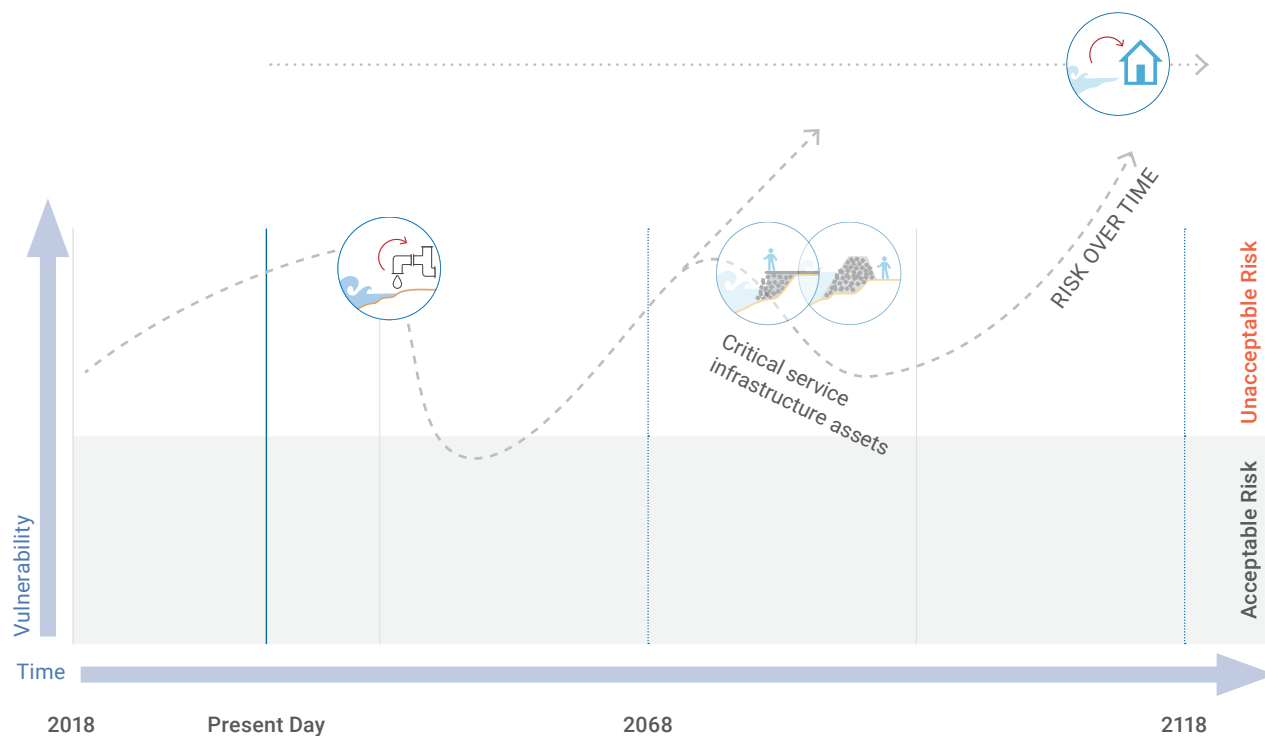 RISK OVER TIME
Unacceptable Risk
Critical service
infrastructure assets
Acceptable Risk
Vulnerability
Time
2018
Present Day
2068
2118